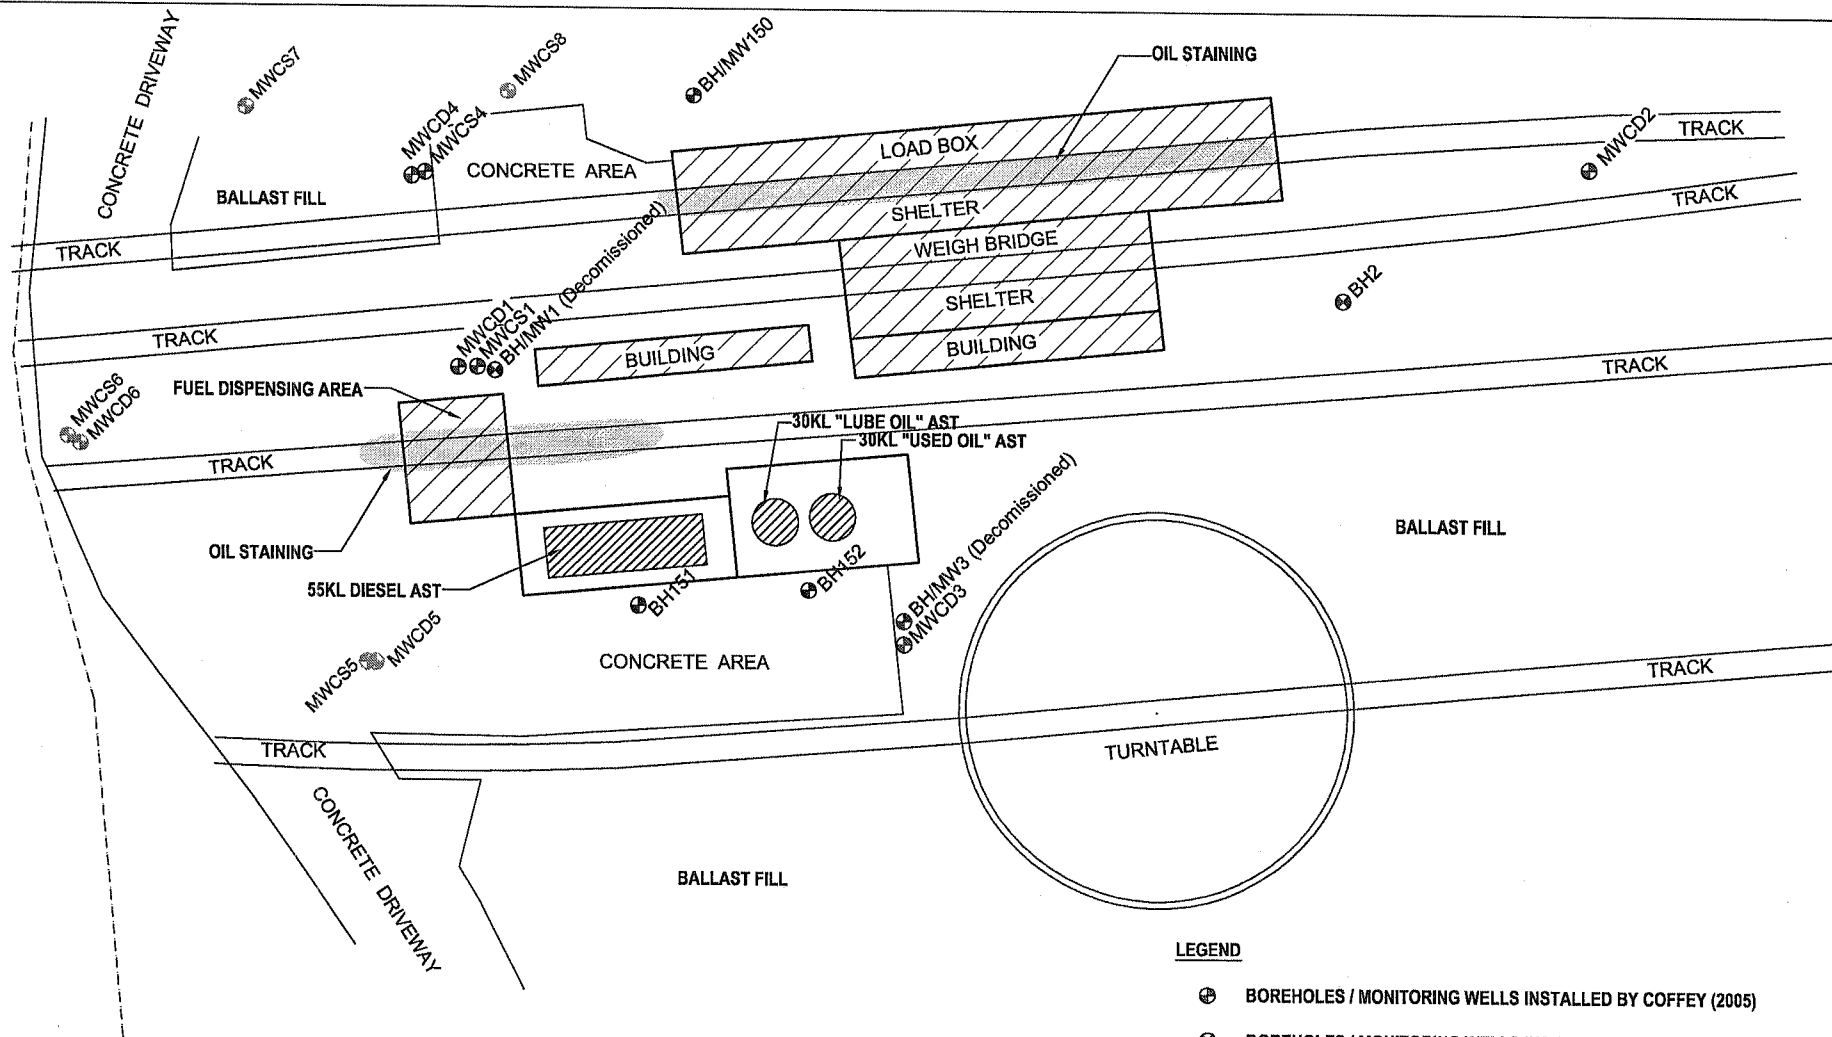 CONCRETE DRIVEWAY
MWCS7
MWCS8
BH/MW150
OIL STAINING
MWCD4
MWCS4
CONCRETE AREA
LOAD BOX
MWCD2
TRACK
BALLAST FILL
SHELTER
TRACK
TRACK
WEIGH BRIDGE
SHELTER
BH2
BUILDING
MWCD1
MWCS1
BH/MW1 (Decomissioned)
BUILDING
TRACK
TRACK
FUEL DISPENSING AREA
MWCS6
MWCD6
30KL "LUBE OIL" AST
30KL "USED OIL" AST
TRACK
OIL STAINING
55KL DIESEL AST
BH151
BH152
BH/MW3 (Decomissioned)
MWCD3
BALLAST FILL
MWCS5
MWCD5
CONCRETE AREA
TRACK
TRACK
TURNTABLE
CONCRETE DRIVEWAY
BALLAST FILL
LEGEND
BOREHOLES / MONITORING WELLS INSTALLED BY COFFEY (2005)